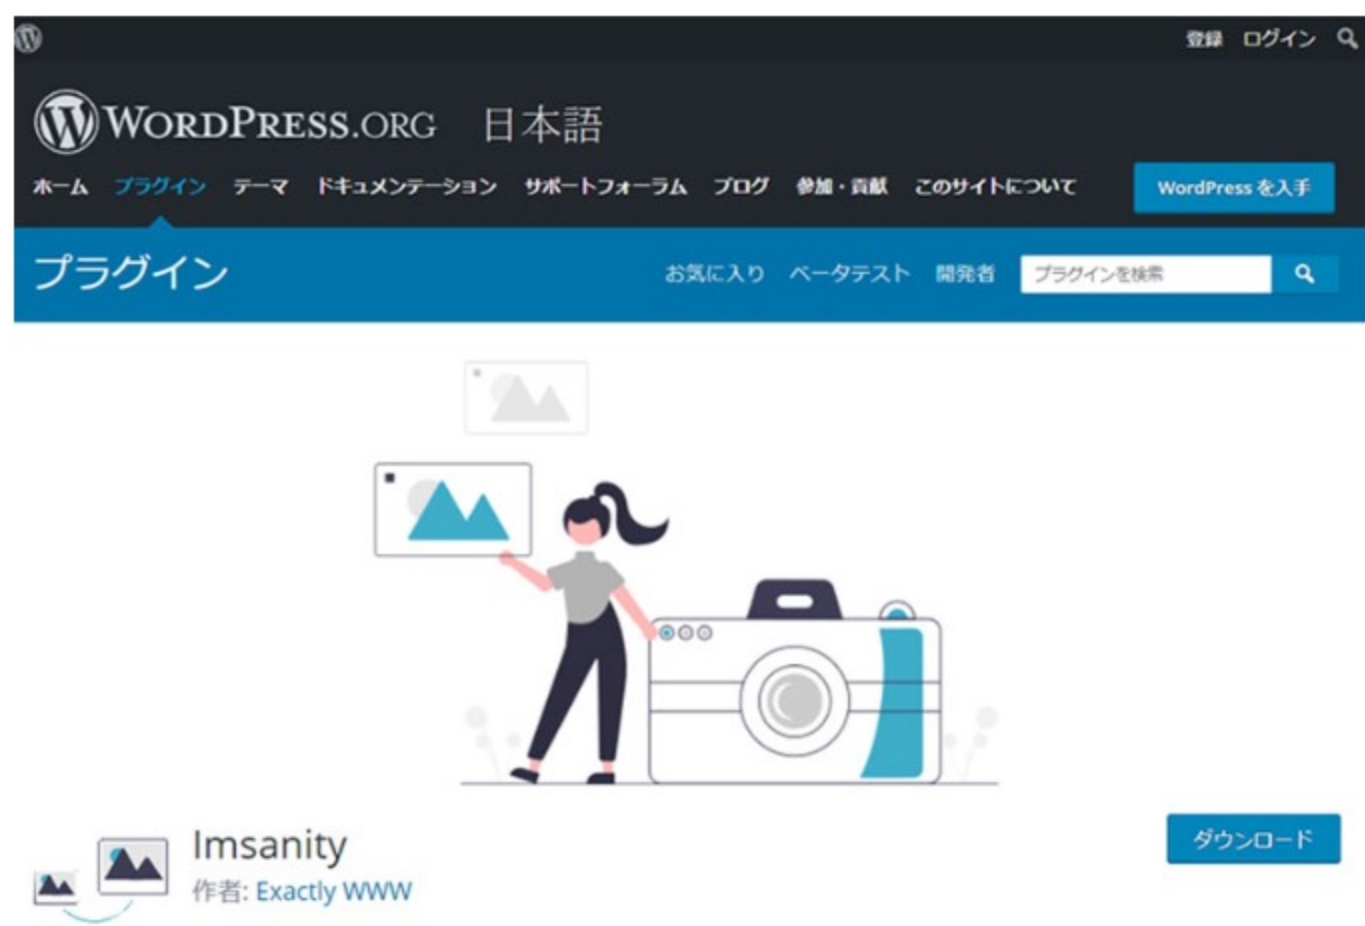 登録 ログイン
WORDPRESS.ORG 日本語
ホーム プラグイン テーマ ドキュメンテーション サポートフォーラム ブログ 参加・貢献 このサイトについて WordPress を入手
プラグイン お気に入り ベータテスト 開発者 プラグインを検索
Imsanity ダウンロード
作者: Exactly WWW